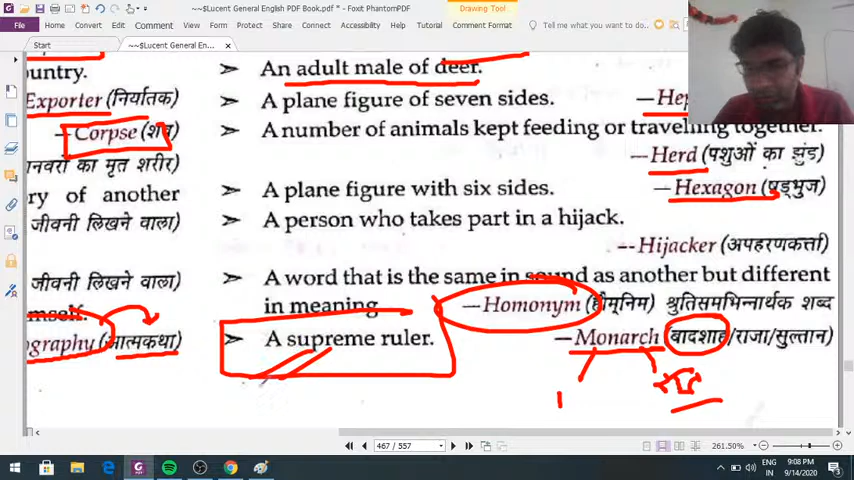 ~~$Lucent General English PDF Book.pdf * - Foxit PhantomPDF
Drawing Tool
File Home Convert Edit Organize Comment View Form Protect Share Connect Help Tutorial Comment Format Tell me what you want to do...
Start ~~$Lucent General En...
ountry.
Exporter (निर्यातक)
—Corpse (शव)
जानवरों का मृत शरीर)
ry of another
जीवनी लिखने वाला)
जीवनी लिखने वाला)
imself.
ography (आत्मकथा)
➢ An adult male of deer.
➢ A plane figure of seven sides.
—Hep
➢ A number of animals kept feeding or travelling together.
—Herd (पशुओं का झुंड)
➢ A plane figure with six sides.
—Hexagon (षड्भुज
➢ A person who takes part in a hijack.
—Hijacker (अपहरणकर्त्ता)
➢ A word that is the same in sound as another but different
in meaning —Homonym (हौमूनिम) श्रुतिसमभिन्नार्थक शब्द
➢ A supreme ruler.
—Monarch (बादशाह/राजा/सुल्तान)
467 / 557
261.50%
ENG
IN
9:08 PM
9/14/2020
3